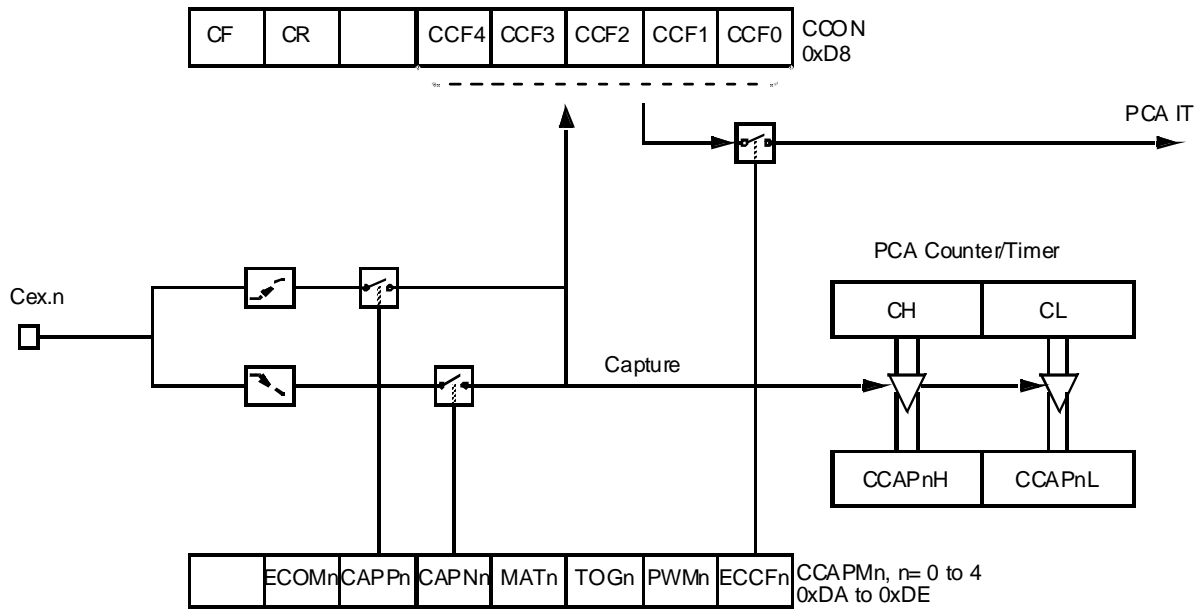 CF CR CCF4 CCF3 CCF2 CCF1 CCF0 CCON
0xD8
PCA IT
PCA Counter/Timer
Cex.n
CH CL
Capture
CCAPnH CCAPnL
ECOMn CAPPn CAPNn MATn TOGn PWMn ECCFn CCAPMn, n= 0 to 4
0xDA to 0xDE